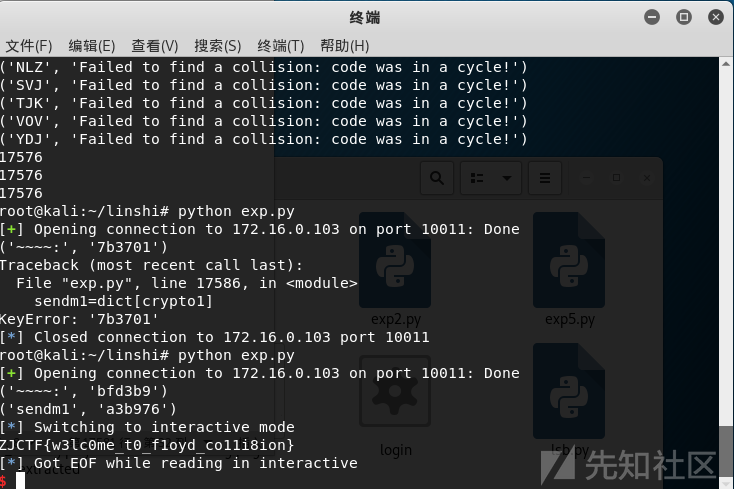 终端
文件(F) 编辑(E) 查看(V) 搜索(S) 终端(T) 帮助(H)
('NLZ', 'Failed to find a collision: code was in a cycle!')
('SVJ', 'Failed to find a collision: code was in a cycle!')
('TJK', 'Failed to find a collision: code was in a cycle!')
('VOV', 'Failed to find a collision: code was in a cycle!')
('YDJ', 'Failed to find a collision: code was in a cycle!')
17576
17576
17576
root@kali:~/linshi# python exp.py
[+] Opening connection to 172.16.0.103 on port 10011: Done
('~~~~:', '7b3701')
Traceback (most recent call last):
  File "exp.py", line 17586, in <module>
    sendm1=dict[crypto1]
KeyError: '7b3701'
[*] Closed connection to 172.16.0.103 port 10011
root@kali:~/linshi# python exp.py
[+] Opening connection to 172.16.0.103 on port 10011: Done
('~~~~:', 'bfd3b9')
('sendm1', 'a3b976')
[*] Switching to interactive mode
ZJCTF{w3lc0me_t0_f1oyd_co11i8ion}
[*] Got EOF while reading in interactive
$
exp2.py
exp5.py
login
lsb.py
extracted
先知社区